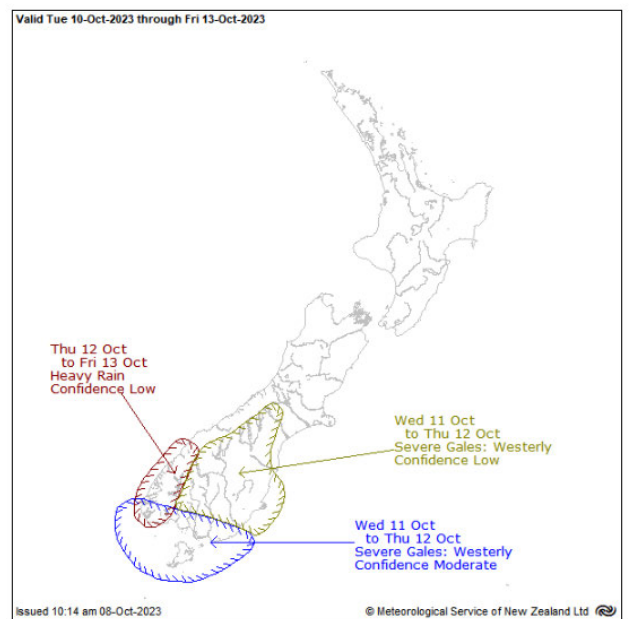 Valid Tue 10-Oct-2023 through Fri 13-Oct-2023
Thu 12 Oct
to Fri 13 Oct
Heavy Rain
Confidence Low
Wed 11 Oct
to Thu 12 Oct
Severe Gales: Westerly
Confidence Low
Wed 11 Oct
to Thu 12 Oct
Severe Gales: Westerly
Confidence Moderate
Issued 10:14 am 08-Oct-2023
© Meteorological Service of New Zealand Ltd